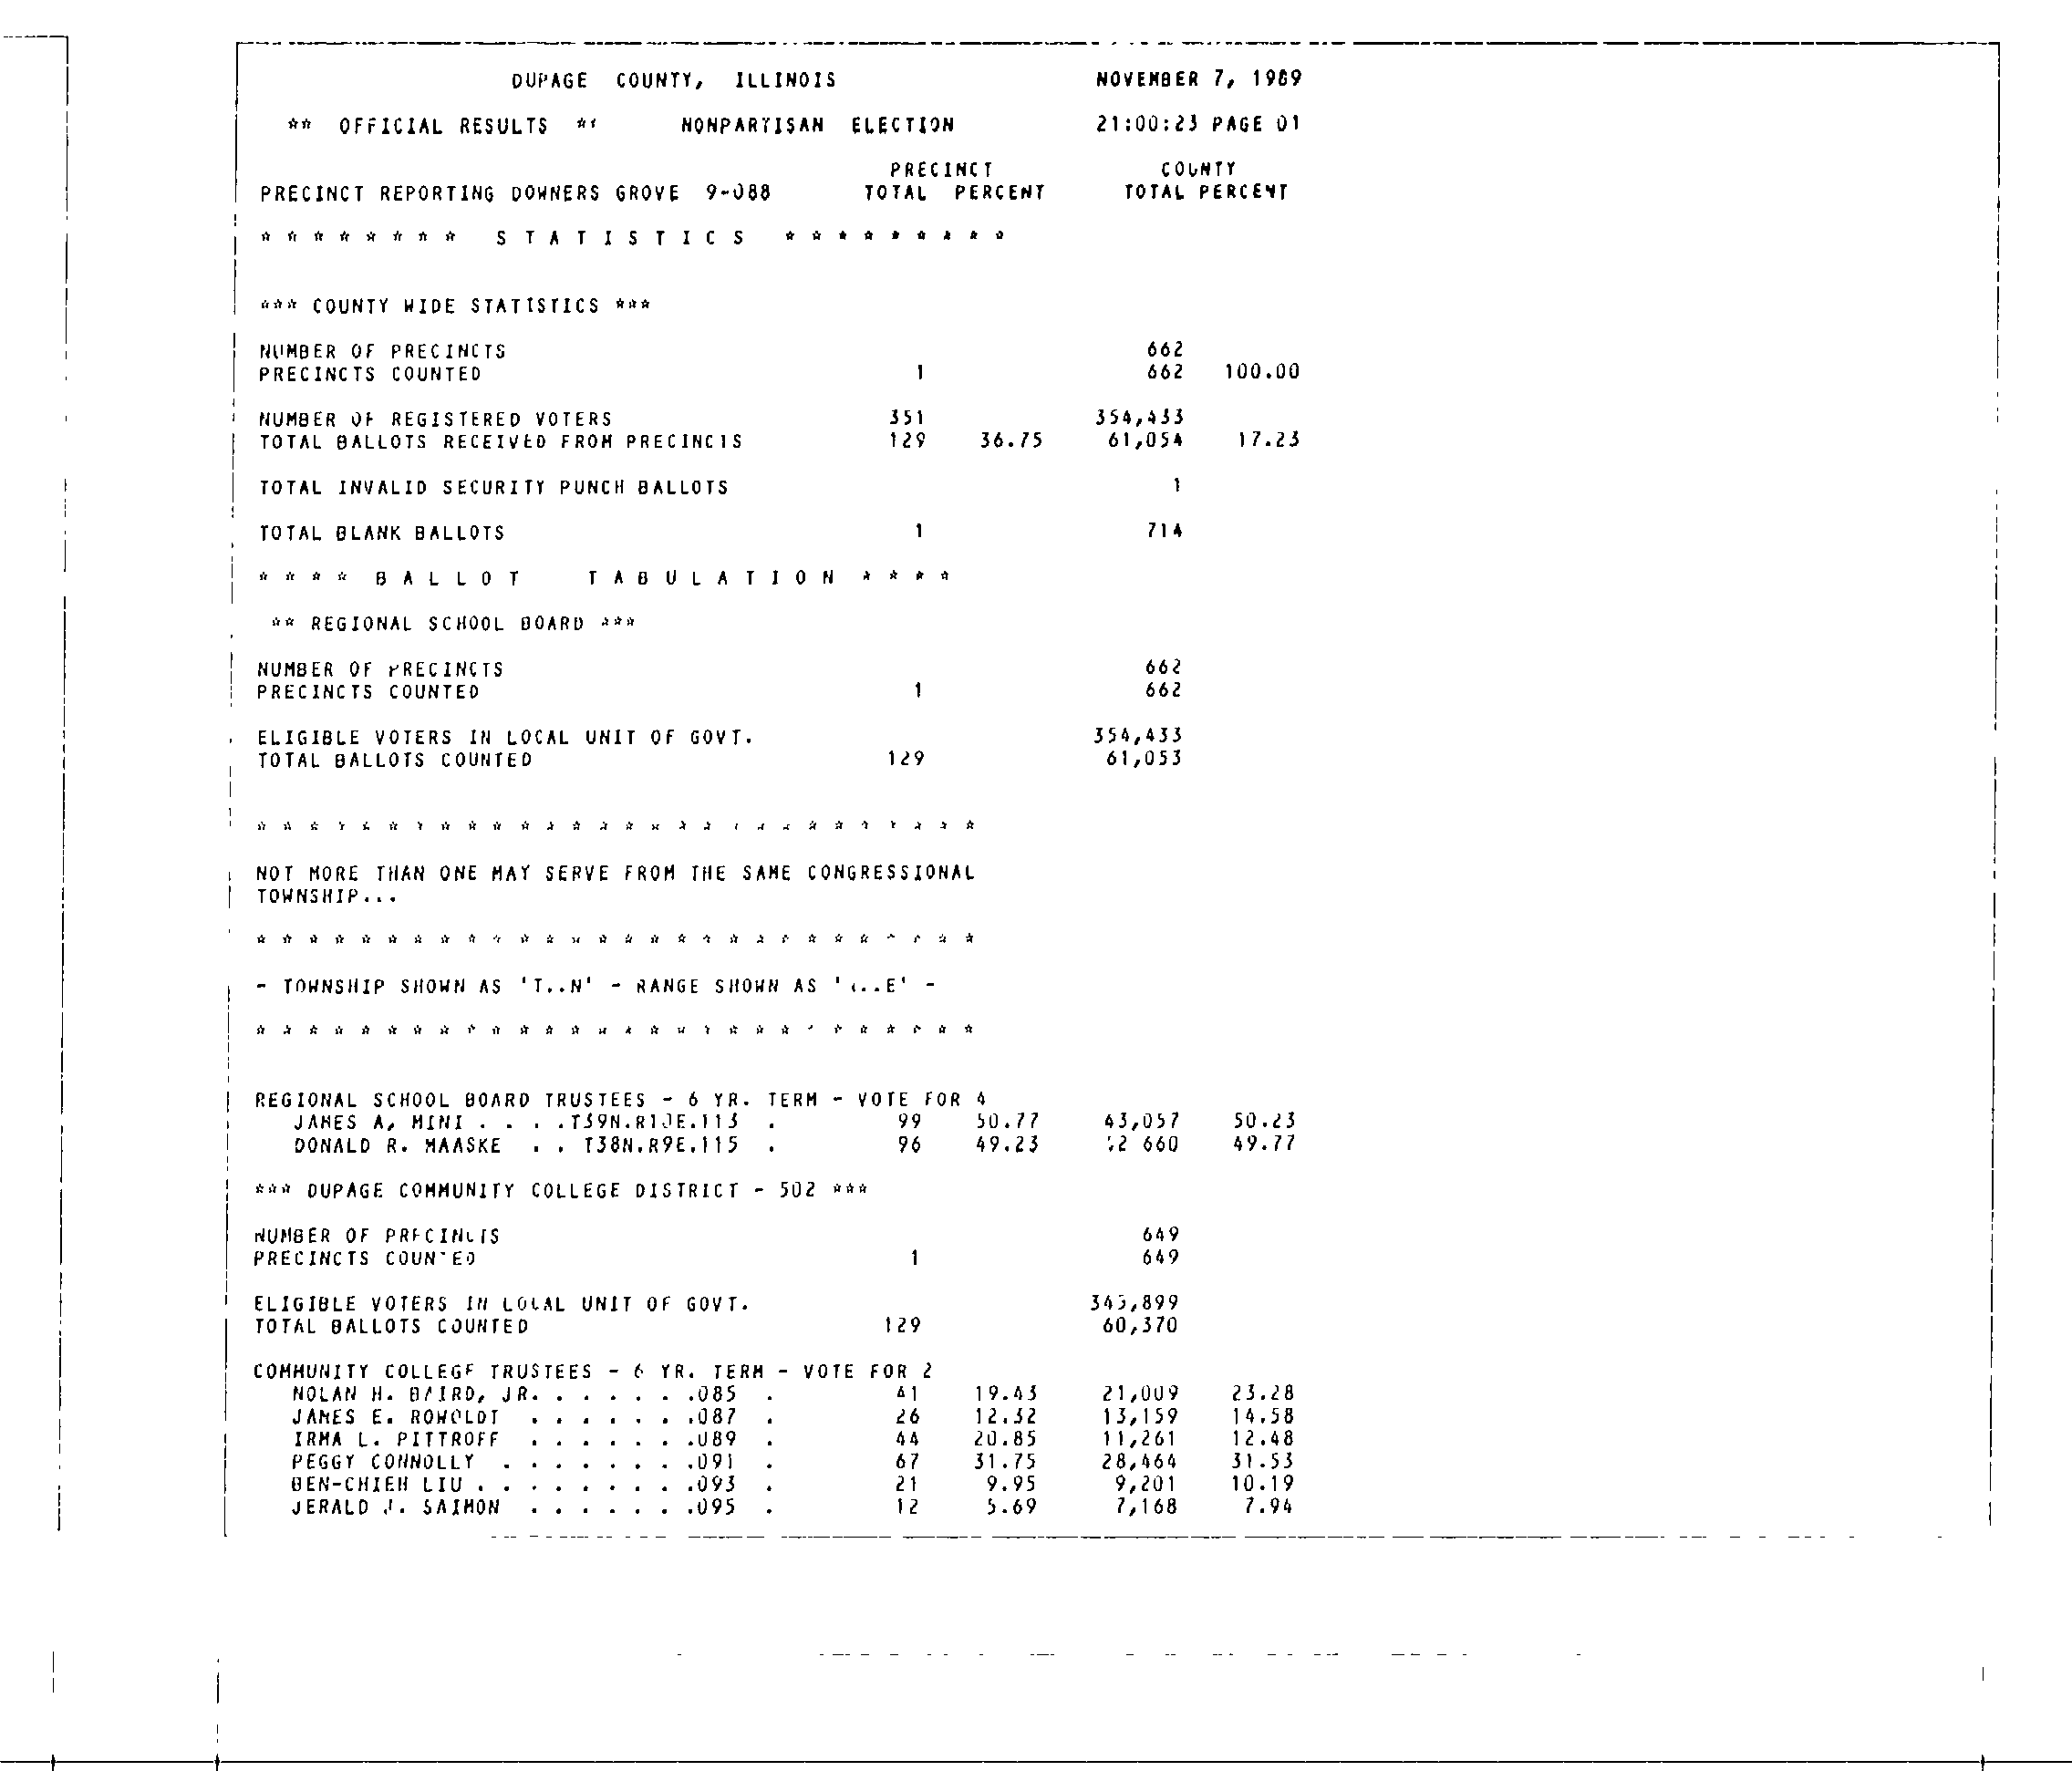 DUPAGE COUNTY, ILLINOIS NOVEMBER 7, 1989
** OFFICIAL RESULTS ** NONPARTISAN ELECTION 21:00:23 PAGE 01
PRECINCT COUNTY
PRECINCT REPORTING DOWNERS GROVE 9-088 TOTAL PERCENT TOTAL PERCENT
* * * * * * * * S T A T I S T I C S * * * * * * * * *
*** COUNTY WIDE STATISTICS ***
NUMBER OF PRECINCTS 662
PRECINCTS COUNTED 1 662 100.00
NUMBER OF REGISTERED VOTERS 351 354,433
TOTAL BALLOTS RECEIVED FROM PRECINCTS 129 36.75 61,054 17.23
TOTAL INVALID SECURITY PUNCH BALLOTS 1
TOTAL BLANK BALLOTS 1 714
* * * * B A L L O T T A B U L A T I O N * * * *
** REGIONAL SCHOOL BOARD ***
NUMBER OF PRECINCTS 662
PRECINCTS COUNTED 1 662
ELIGIBLE VOTERS IN LOCAL UNIT OF GOVT. 354,433
TOTAL BALLOTS COUNTED 129 61,053
* * * * * * * * * * * * * * * * * * * * * * * * * * * *
NOT MORE THAN ONE MAY SERVE FROM THE SAME CONGRESSIONAL
TOWNSHIP...
* * * * * * * * * * * * * * * * * * * * * * * * * * * *
- TOWNSHIP SHOWN AS 'T..N' - RANGE SHOWN AS '..E' -
* * * * * * * * * * * * * * * * * * * * * * * * * * * *
REGIONAL SCHOOL BOARD TRUSTEES - 6 YR. TERM - VOTE FOR 4
JAMES A. MINI . . . .T39N.R10E.113 . 99 50.77 43,057 50.23
DONALD R. MAASKE . . T38N.R9E.115 . 96 49.23 660 49.77
*** DUPAGE COMMUNITY COLLEGE DISTRICT - 502 ***
NUMBER OF PRECINCTS 649
PRECINCTS COUNTED 1 649
ELIGIBLE VOTERS IN LOCAL UNIT OF GOVT. 345,899
TOTAL BALLOTS COUNTED 129 60,370
COMMUNITY COLLEGE TRUSTEES - 6 YR. TERM - VOTE FOR 2
NOLAN H. BAIRD, JR. . . . . . .085 . 41 19.43 21,009 23.28
JAMES E. ROWOLDT . . . . . . .087 . 26 12.32 13,159 14.58
IRMA L. PITTROFF . . . . . . .089 . 44 20.85 11,261 12.48
PEGGY CONNOLLY . . . . . . . .091 . 67 31.75 28,464 31.53
BEN-CHIEH LIU . . . . . . . . .093 . 21 9.95 9,201 10.19
JERALD J. SAIMON . . . . . . .095 . 12 5.69 7,168 7.94